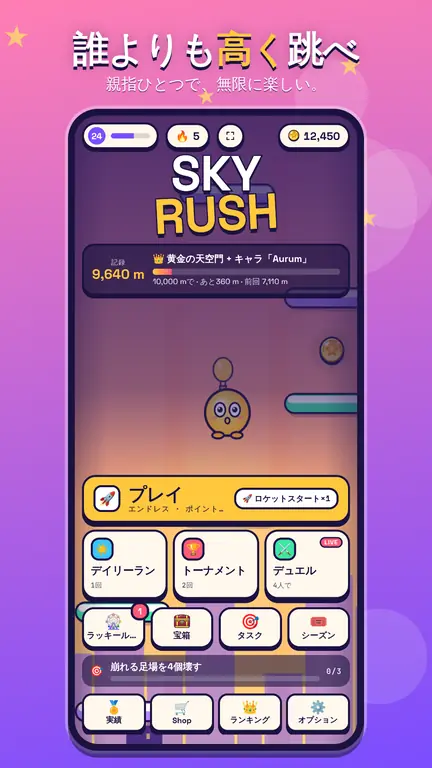 誰よりも高く跳べ
親指ひとつで、無限に楽しい。
24
5
12,450
SKY
RUSH
記録
9,640 m
黄金の天空門 + キャラ「Aurum」
10,000 mで · あと360 m · 前回 7,110 m
プレイ
エンドレス · ポイント…
ロケットスタート×1
デイリーラン
1回
トーナメント
2回
LIVE
デュエル
4人で
1
ラッキール…
宝箱
タスク
シーズン
崩れる足場を4個壊す
0/3
実績
Shop
ランキング
オプション